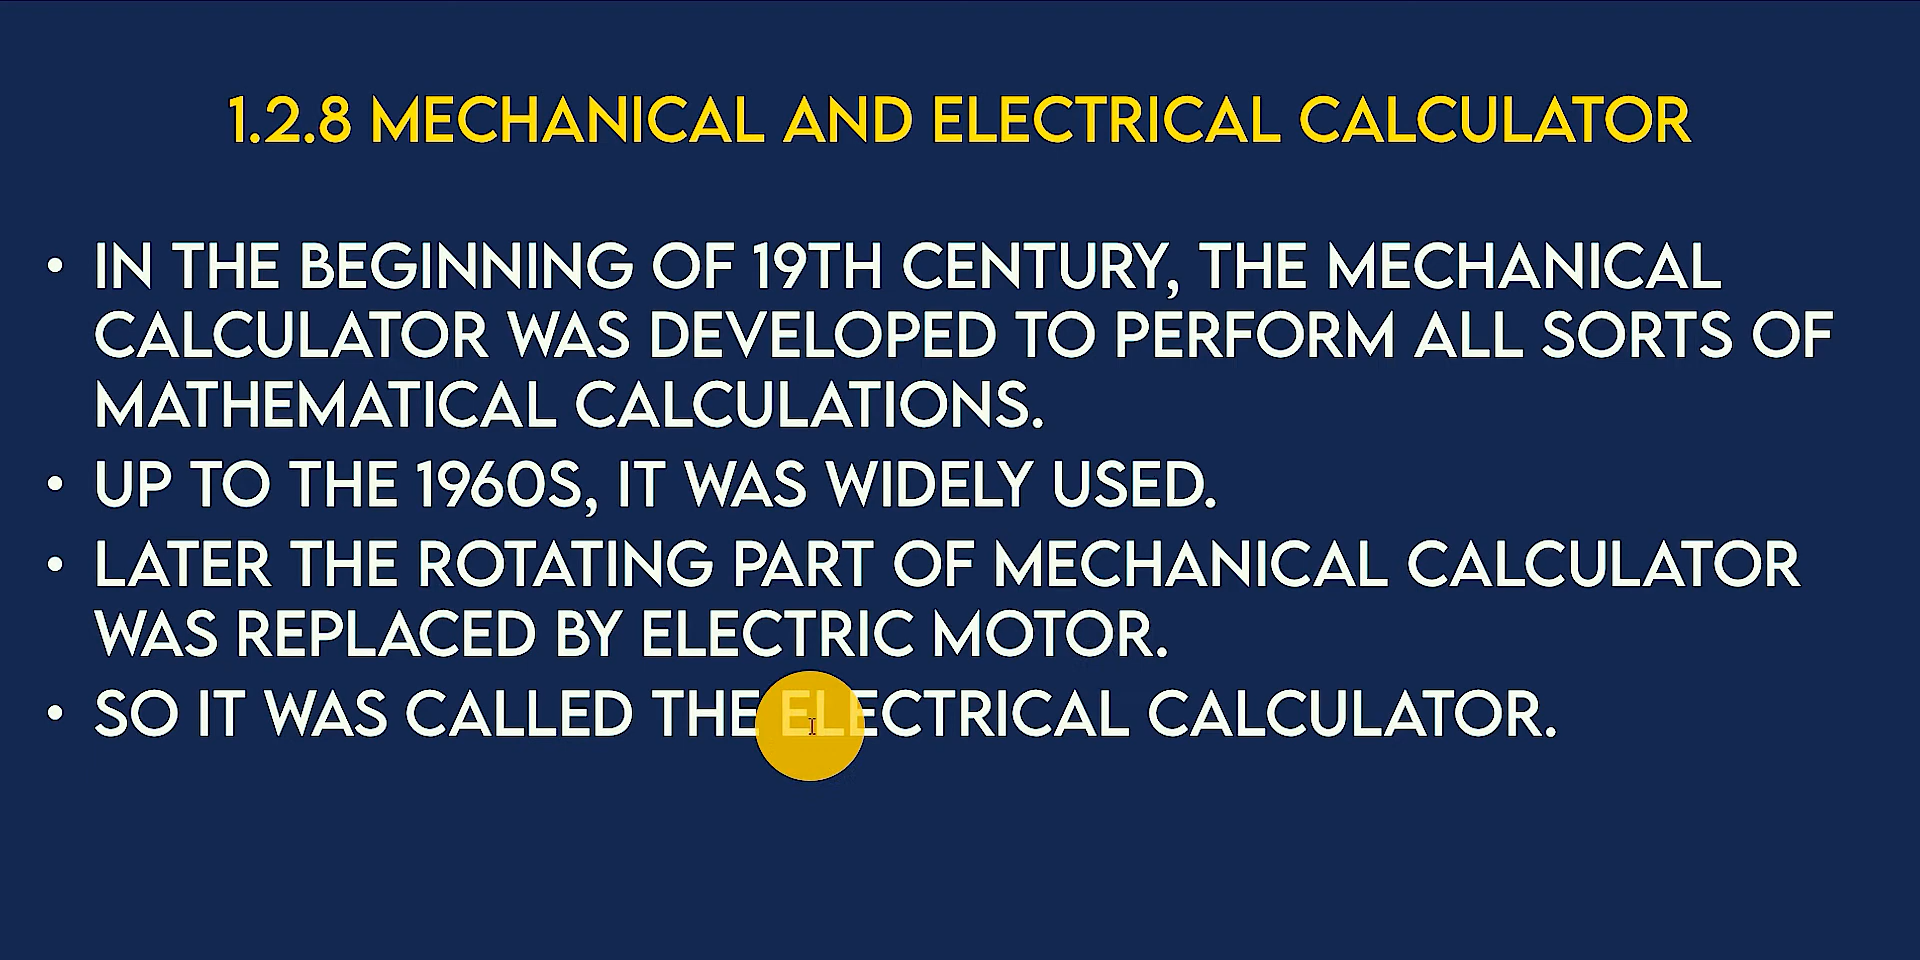 1.2.8 MECHANICAL AND ELECTRICAL CALCULATOR
• IN THE BEGINNING OF 19TH CENTURY, THE MECHANICAL
CALCULATOR WAS DEVELOPED TO PERFORM ALL SORTS OF
MATHEMATICAL CALCULATIONS.
• UP TO THE 1960S, IT WAS WIDELY USED.
• LATER THE ROTATING PART OF MECHANICAL CALCULATOR
WAS REPLACED BY ELECTRIC MOTOR.
• SO IT WAS CALLED THE ELECTRICAL CALCULATOR.